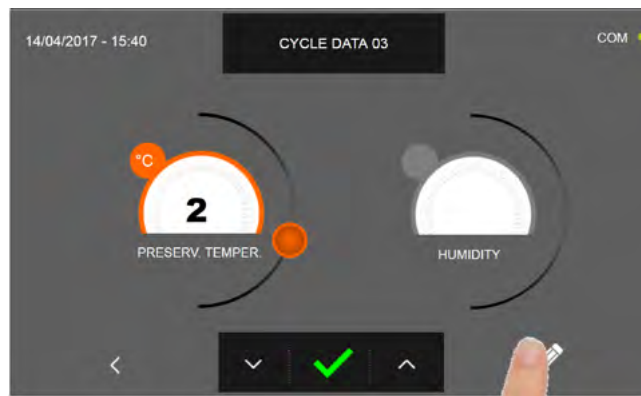 14/04/2017 - 15:40
CYCLE DATA 03
COM
°C
2
PRESERV. TEMPER.
HUMIDITY